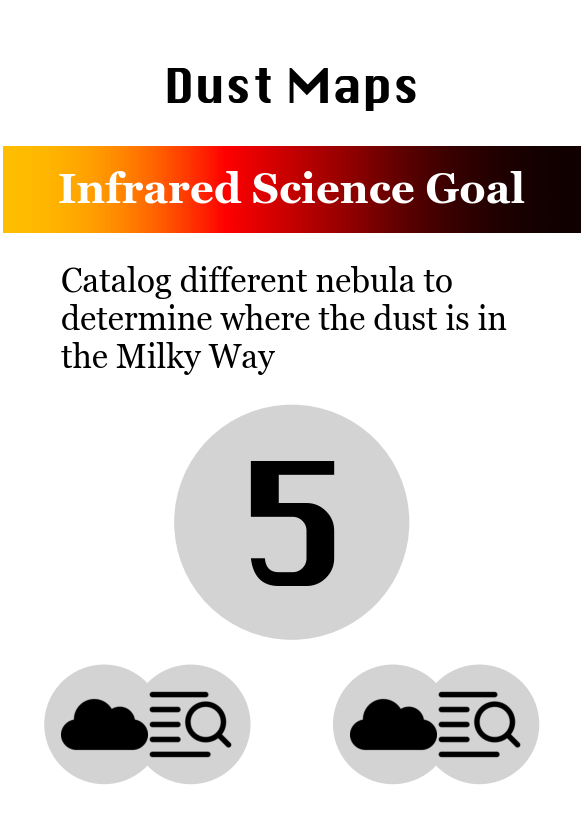 Dust Maps
Infrared Science Goal
Catalog different nebula to
determine where the dust is in
the Milky Way
5